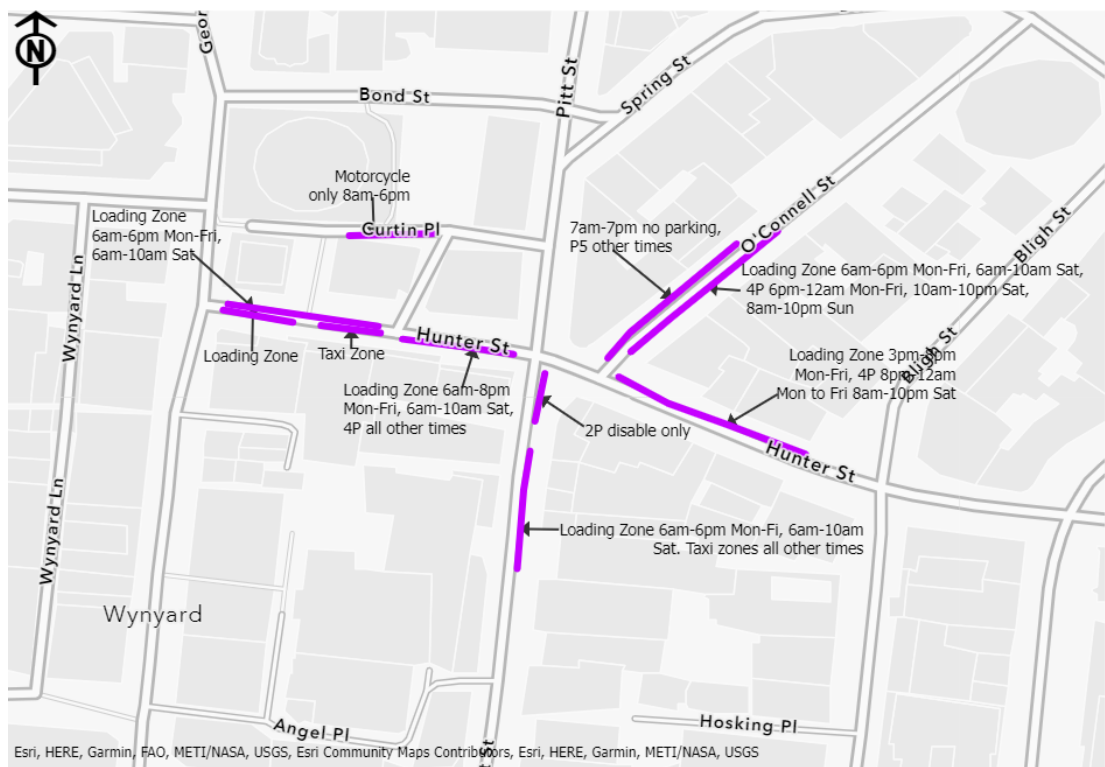 N
Geor
Pitt St
Spring St
Bond St
Motorcycle
only 8am-6pm
Curtin Pl
Loading Zone
6am-6pm Mon-Fri,
6am-10am Sat
7am-7pm no parking,
P5 other times
O'Connell St
Bligh St
Loading Zone 6am-6pm Mon-Fri, 6am-10am Sat,
4P 6pm-12am Mon-Fri, 10am-10pm Sat,
8am-10pm Sun
Wynyard Ln
Hunter St
Loading Zone
Taxi Zone
Loading Zone 6am-8pm
Mon-Fri, 6am-10am Sat,
4P all other times
Loading Zone 3pm-
Mon-Fri, 4P 8pm-12am
Mon to Fri 8am-10pm Sat
Bligh St
2P disable only
Hunter St
Wynyard Ln
Loading Zone 6am-6pm Mon-Fi, 6am-10am
Sat. Taxi zones all other times
Wynyard
Angel Pl
Hosking Pl
t St
Esri, HERE, Garmin, FAO, METI/NASA, USGS, Esri Community Maps Contributors, Esri, HERE, Garmin, METI/NASA, USGS